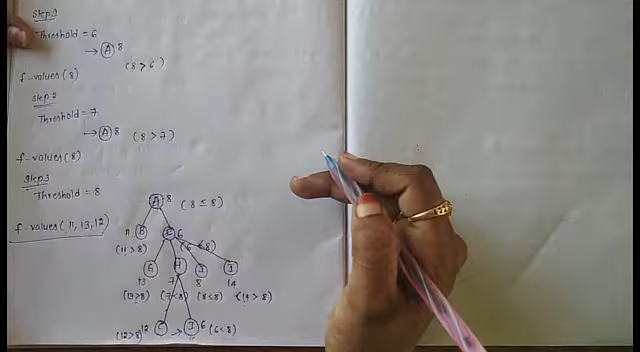 Step 1
Threshold = 6
→ A 8
(8 > 6)
f-values (8)
Step 2
Threshold = 7
→ A 8 (8 > 7)
f-values (8)
Step 3
Threshold = 8
A 8 (8 ≤ 8)
f-values (11, 13, 12)
11 B 6
(11 > 8) (6 ≤ 8)
G H I J
13 7 8 14
(13 > 8) (7 < 8) (8 ≤ 8) (14 > 8)
(12 > 8) 12 → I 6 (6 < 8)